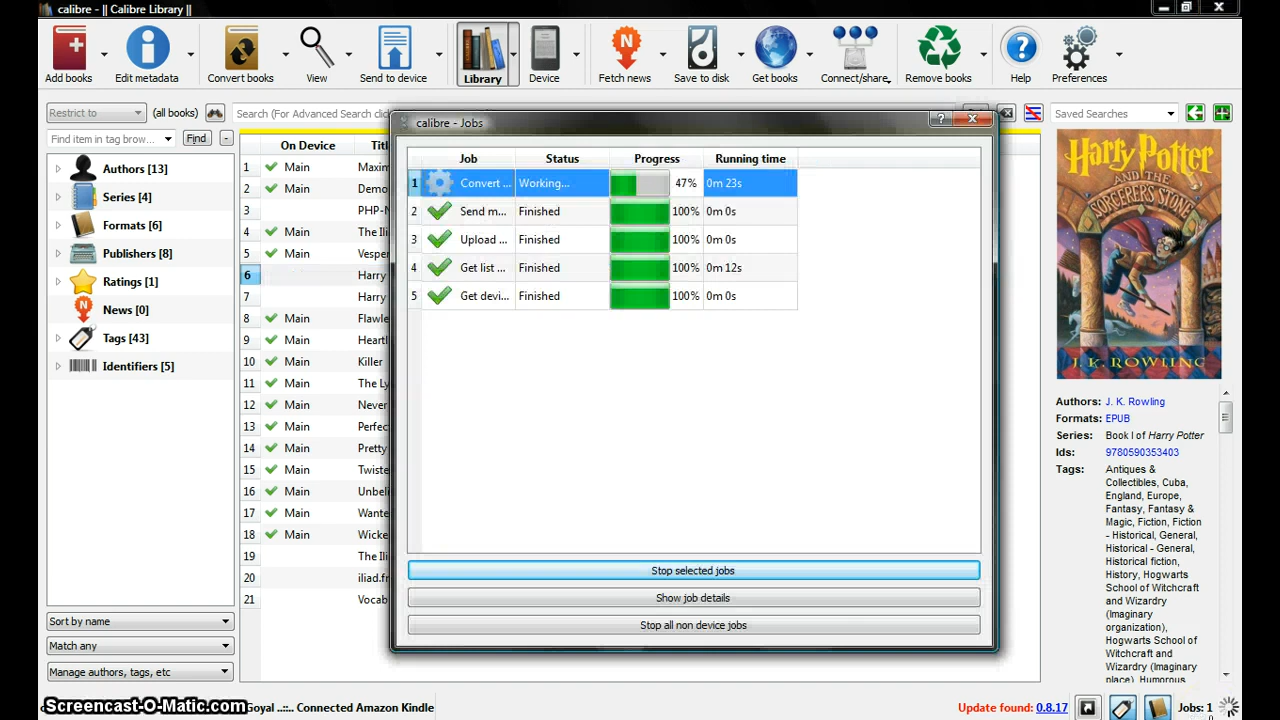 calibre - || Calibre Library ||
Add books
Edit metadata
Convert books
View
Send to device
Library
Device
Fetch news
Save to disk
Get books
Connect/share
Remove books
Help
Preferences
Restrict to
(all books)
Search (For Advanced Search clic
Saved Searches
Find item in tag brow...
Find
-
Authors [13]
Series [4]
Formats [6]
Publishers [8]
Ratings [1]
News [0]
Tags [43]
Identifiers [5]
Sort by name
Match any
Manage authors, tags, etc
On Device Titl
1 Main Maxim
2 Main Demo
3 PHP-N
4 Main The Ili
5 Main Vesper
6 Harry
7 Harry
8 Main Flawle
9 Main Heartl
10 Main Killer
11 Main The Ly
12 Main Never
13 Main Perfec
14 Main Pretty
15 Main Twiste
16 Main Unbeli
17 Main Wante
18 Main Wicke
19 The Ili
20 iliad.fr
21 Vocab
calibre - Jobs
?
Job Status Progress Running time
1 Convert ... Working... 47% 0m 23s
2 Send m... Finished 100% 0m 0s
3 Upload ... Finished 100% 0m 0s
4 Get list ... Finished 100% 0m 12s
5 Get devi... Finished 100% 0m 0s
Stop selected jobs
Show job details
Stop all non device jobs
Harry Potter
AND THE
SORCERER'S STONE
J. K. ROWLING
Authors: J. K. Rowling
Formats: EPUB
Series: Book I of Harry Potter
Ids: 9780590353403
Tags: Antiques &
Collectibles, Cuba,
England, Europe,
Fantasy, Fantasy &
Magic, Fiction, Fiction
- Historical, General,
Historical - General,
Historical fiction,
History, Hogwarts
School of Witchcraft
and Wizardry
(Imaginary
organization),
Hogwarts School of
Witchcraft and
Wizardry (Imaginary
place), Humorous
Screencast-O-Matic.com
Goyal ..::.. Connected Amazon Kindle
Update found: 0.8.17
Jobs: 1